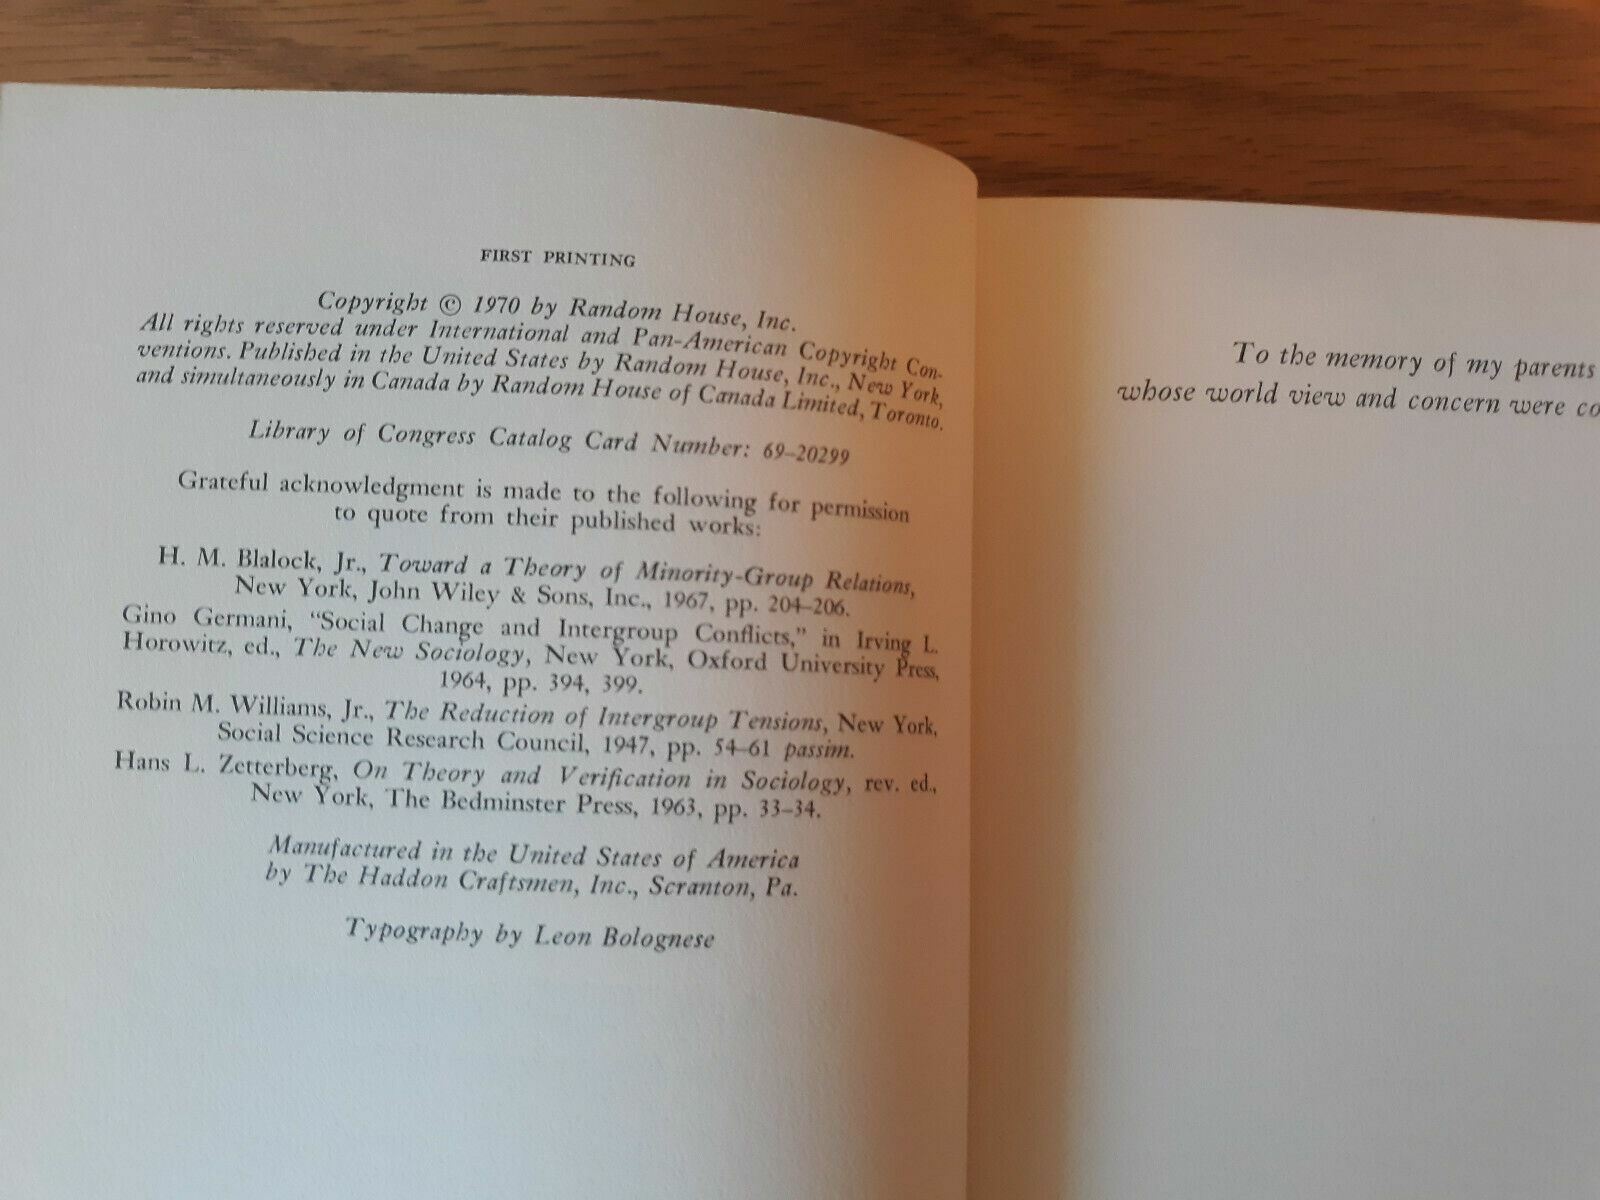 FIRST PRINTING
Copyright © 1970 by Random House, Inc.
All rights reserved under International and Pan-American Copyright Con-
ventions. Published in the United States by Random House, Inc., New York,
and simultaneously in Canada by Random House of Canada Limited, Toronto.
Library of Congress Catalog Card Number: 69–20299
Grateful acknowledgment is made to the following for permission
to quote from their published works:
H. M. Blalock, Jr., Toward a Theory of Minority-Group Relations,
New York, John Wiley & Sons, Inc., 1967, pp. 204–206.
Gino Germani, "Social Change and Intergroup Conflicts," in Irving L.
Horowitz, ed., The New Sociology, New York, Oxford University Press,
1964, pp. 394, 399.
Robin M. Williams, Jr., The Reduction of Intergroup Tensions, New York,
Social Science Research Council, 1947, pp. 54–61 passim.
Hans L. Zetterberg, On Theory and Verification in Sociology, rev. ed.,
New York, The Bedminster Press, 1963, pp. 33–34.
Manufactured in the United States of America
by The Haddon Craftsmen, Inc., Scranton, Pa.
Typography by Leon Bolognese
To the memory of my parents
whose world view and concern were co